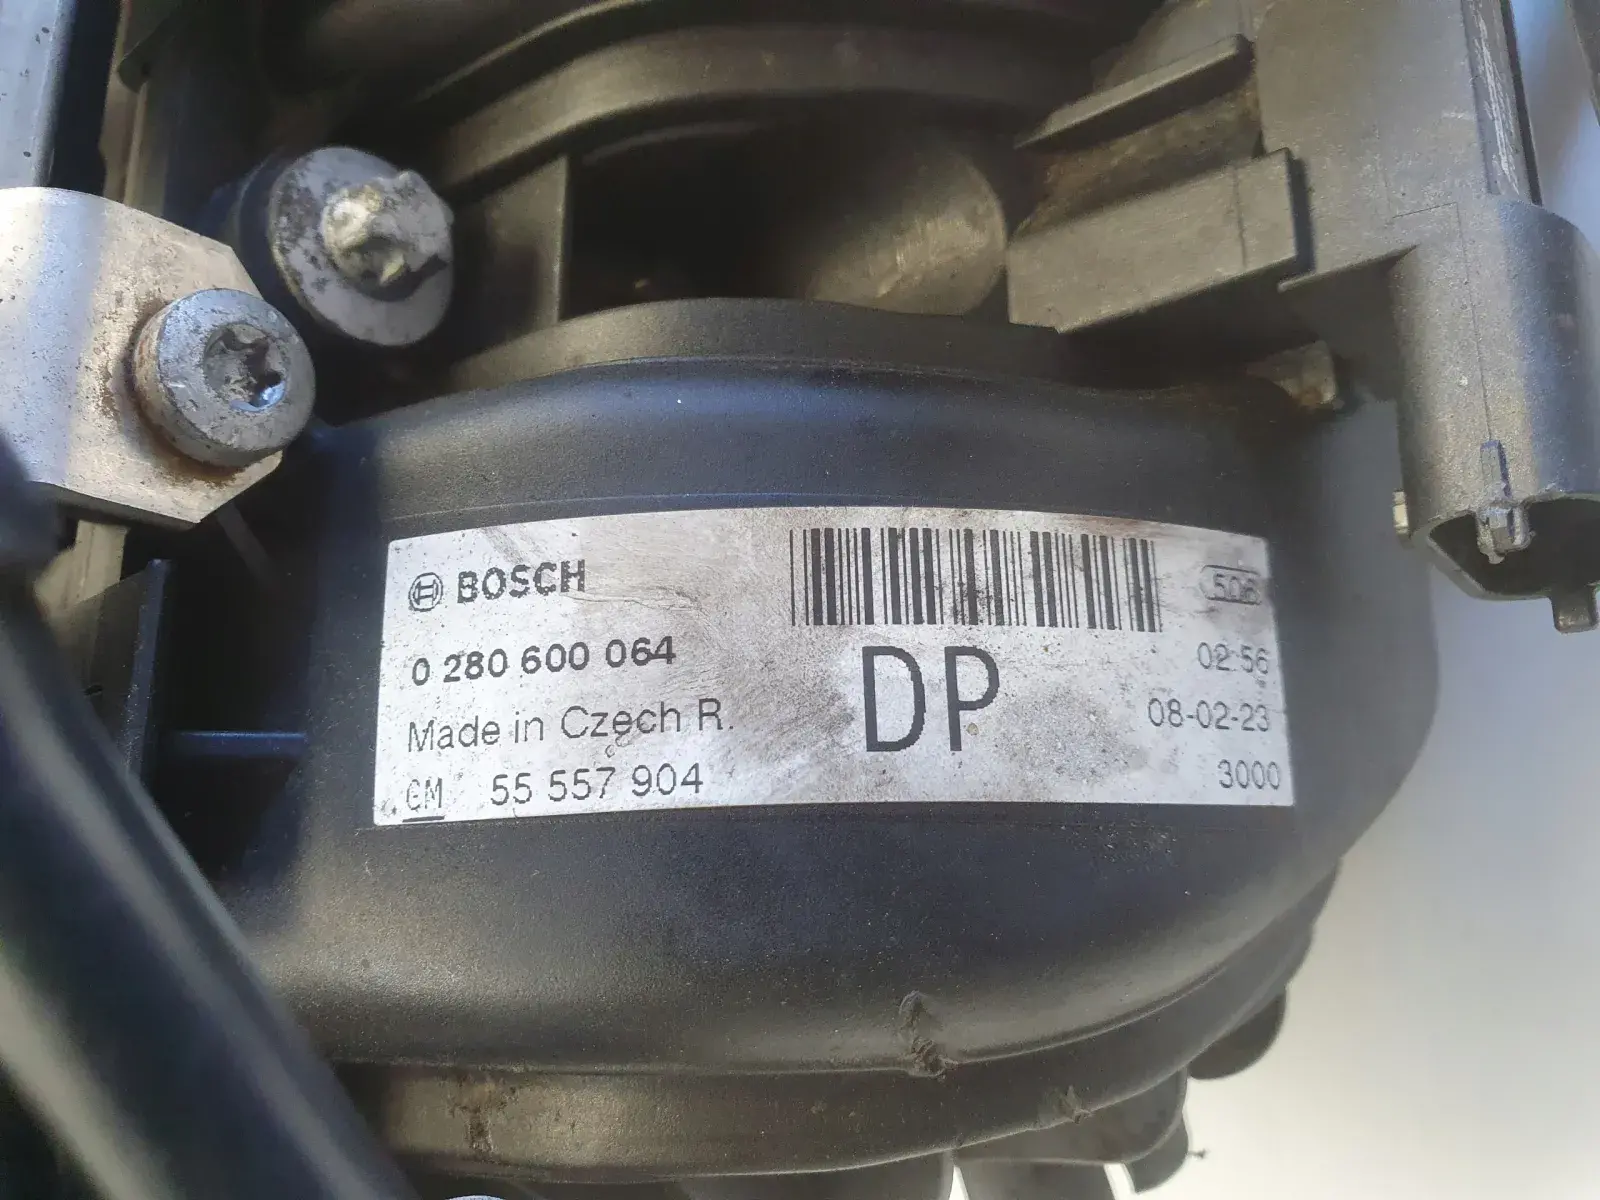 BOSCH
506
0 280 600 064
02:56
Made in Czech R.
DP
08-02-23
GM 55 557 904
3000